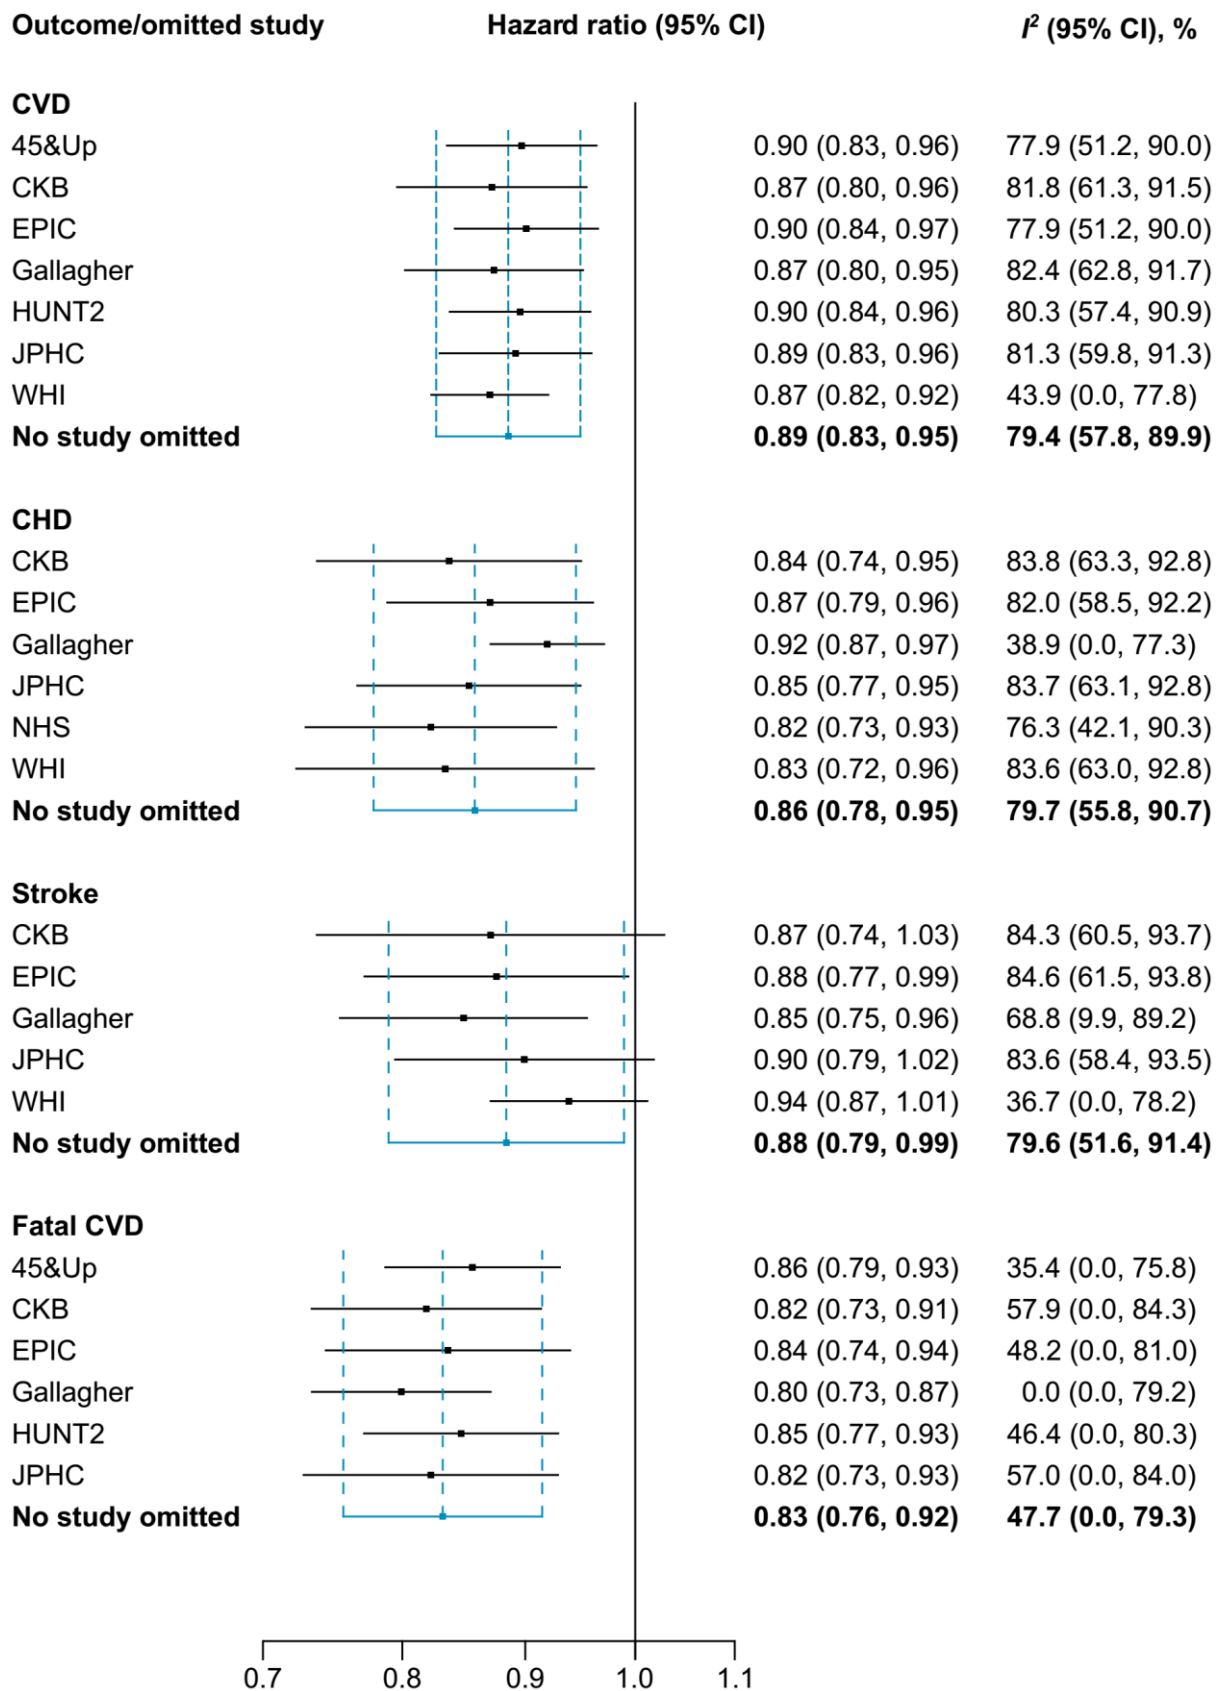 Outcome/omitted study Hazard ratio (95% CI) I² (95% CI), %
CVD
45&Up 0.90 (0.83, 0.96) 77.9 (51.2, 90.0)
CKB 0.87 (0.80, 0.96) 81.8 (61.3, 91.5)
EPIC 0.90 (0.84, 0.97) 77.9 (51.2, 90.0)
Gallagher 0.87 (0.80, 0.95) 82.4 (62.8, 91.7)
HUNT2 0.90 (0.84, 0.96) 80.3 (57.4, 90.9)
JPHC 0.89 (0.83, 0.96) 81.3 (59.8, 91.3)
WHI 0.87 (0.82, 0.92) 43.9 (0.0, 77.8)
No study omitted 0.89 (0.83, 0.95) 79.4 (57.8, 89.9)
CHD
CKB 0.84 (0.74, 0.95) 83.8 (63.3, 92.8)
EPIC 0.87 (0.79, 0.96) 82.0 (58.5, 92.2)
Gallagher 0.92 (0.87, 0.97) 38.9 (0.0, 77.3)
JPHC 0.85 (0.77, 0.95) 83.7 (63.1, 92.8)
NHS 0.82 (0.73, 0.93) 76.3 (42.1, 90.3)
WHI 0.83 (0.72, 0.96) 83.6 (63.0, 92.8)
No study omitted 0.86 (0.78, 0.95) 79.7 (55.8, 90.7)
Stroke
CKB 0.87 (0.74, 1.03) 84.3 (60.5, 93.7)
EPIC 0.88 (0.77, 0.99) 84.6 (61.5, 93.8)
Gallagher 0.85 (0.75, 0.96) 68.8 (9.9, 89.2)
JPHC 0.90 (0.79, 1.02) 83.6 (58.4, 93.5)
WHI 0.94 (0.87, 1.01) 36.7 (0.0, 78.2)
No study omitted 0.88 (0.79, 0.99) 79.6 (51.6, 91.4)
Fatal CVD
45&Up 0.86 (0.79, 0.93) 35.4 (0.0, 75.8)
CKB 0.82 (0.73, 0.91) 57.9 (0.0, 84.3)
EPIC 0.84 (0.74, 0.94) 48.2 (0.0, 81.0)
Gallagher 0.80 (0.73, 0.87) 0.0 (0.0, 79.2)
HUNT2 0.85 (0.77, 0.93) 46.4 (0.0, 80.3)
JPHC 0.82 (0.73, 0.93) 57.0 (0.0, 84.0)
No study omitted 0.83 (0.76, 0.92) 47.7 (0.0, 79.3)
0.7 0.8 0.9 1.0 1.1